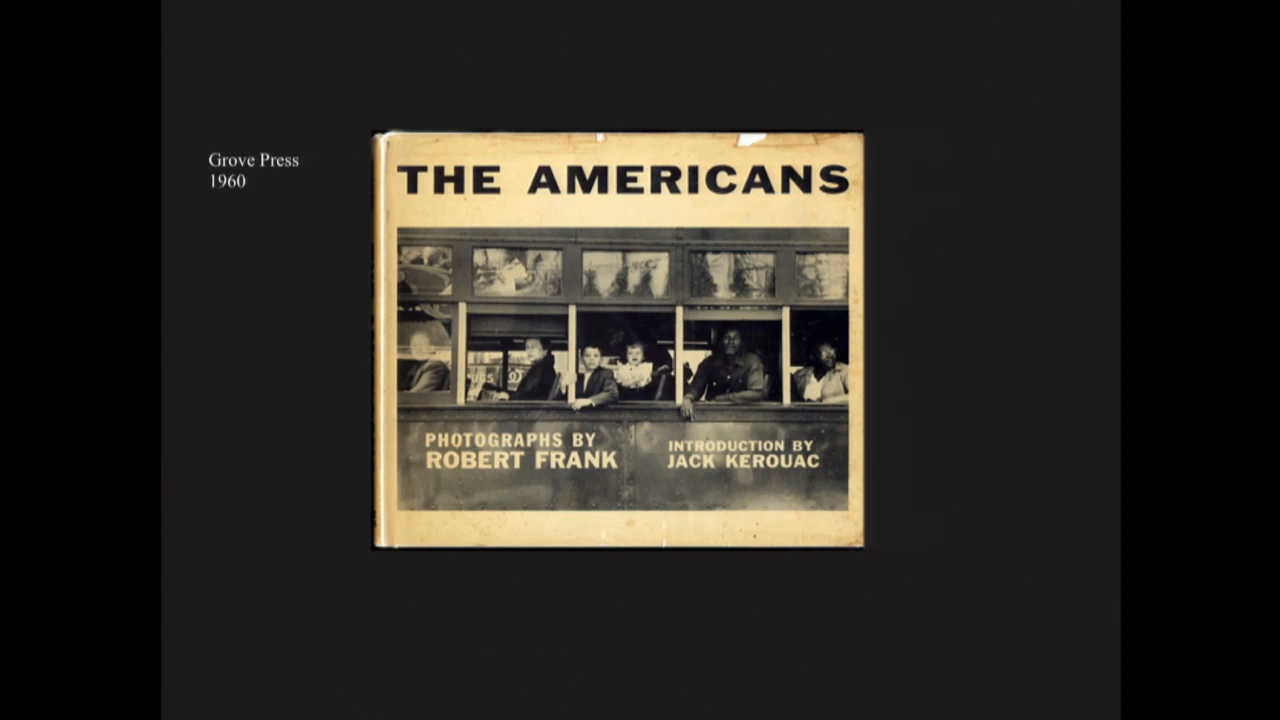 Grove Press
1960
THE AMERICANS
PHOTOGRAPHS BY
ROBERT FRANK
INTRODUCTION BY
JACK KEROUAC